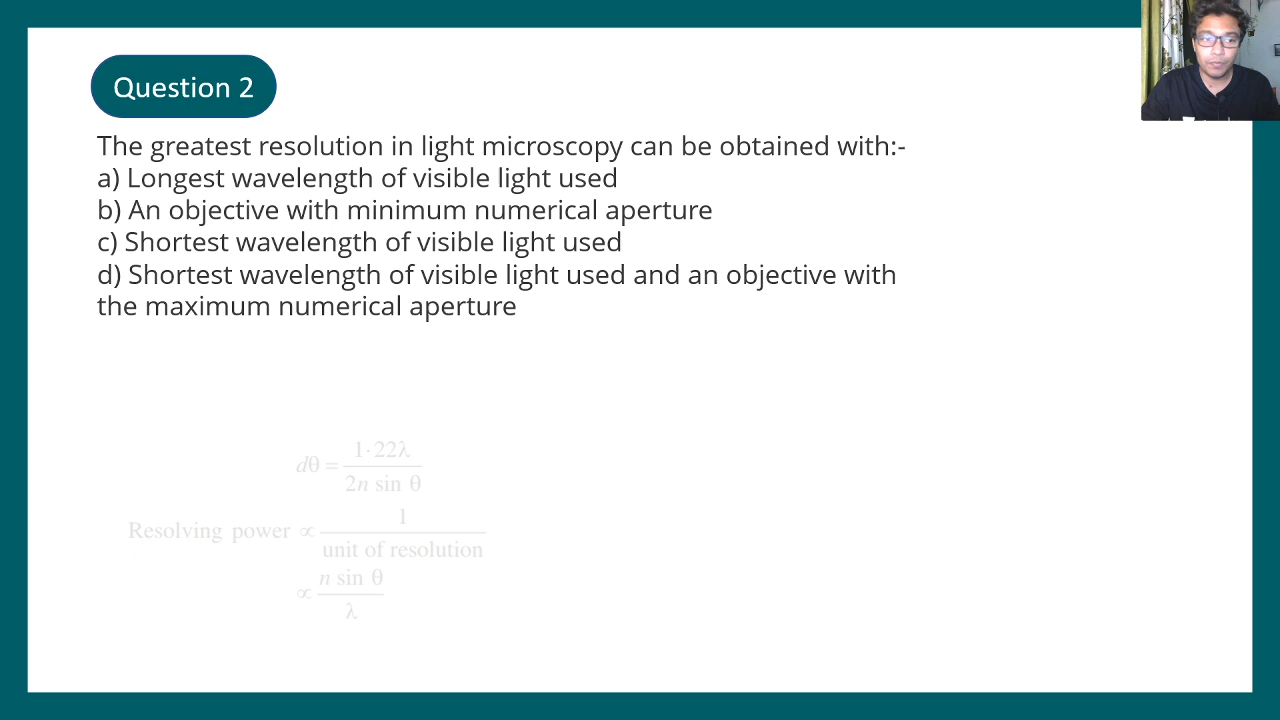 Question 2
The greatest resolution in light microscopy can be obtained with:-
a) Longest wavelength of visible light used
b) An objective with minimum numerical aperture
c) Shortest wavelength of visible light used
d) Shortest wavelength of visible light used and an objective with
the maximum numerical aperture
dθ = 1·22λ / 2n sin θ
Resolving power ∝ 1 / unit of resolution
∝ n sin θ / λ